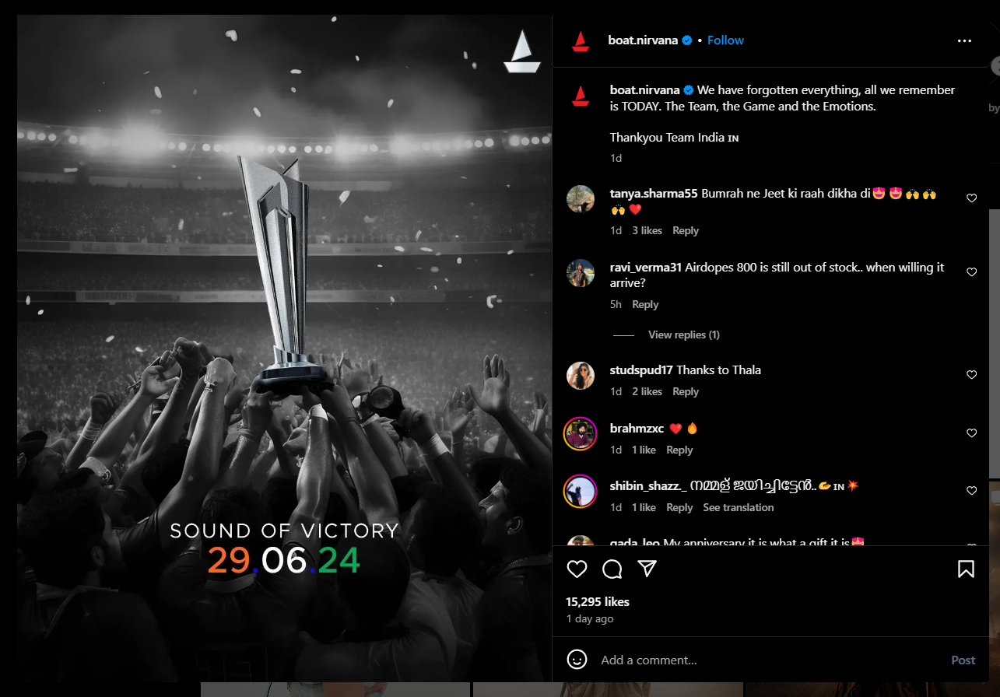 SOUND OF VICTORY
29.06.24
boat.nirvana • Follow
boat.nirvana We have forgotten everything, all we remember
is TODAY. The Team, the Game and the Emotions.
Thankyou Team India 🇮🇳
1d
tanya.sharma55 Bumrah ne Jeet ki raah dikha di😍😍🙌🙌
🙌❤️
1d 3 likes Reply
ravi_verma31 Airdopes 800 is still out of stock.. when willing it
arrive?
5h Reply
View replies (1)
studspud17 Thanks to Thala
1d 2 likes Reply
brahmzxc ❤️🔥
1d 1 like Reply
shibin_shazz._ നമ്മള് ജയിച്ചിട്ടേൻ..🫴🇮🇳💥
1d 1 like Reply See translation
gada_leo My anniversary it is what a gift it is😍
15,295 likes
1 day ago
Add a comment...
Post
by